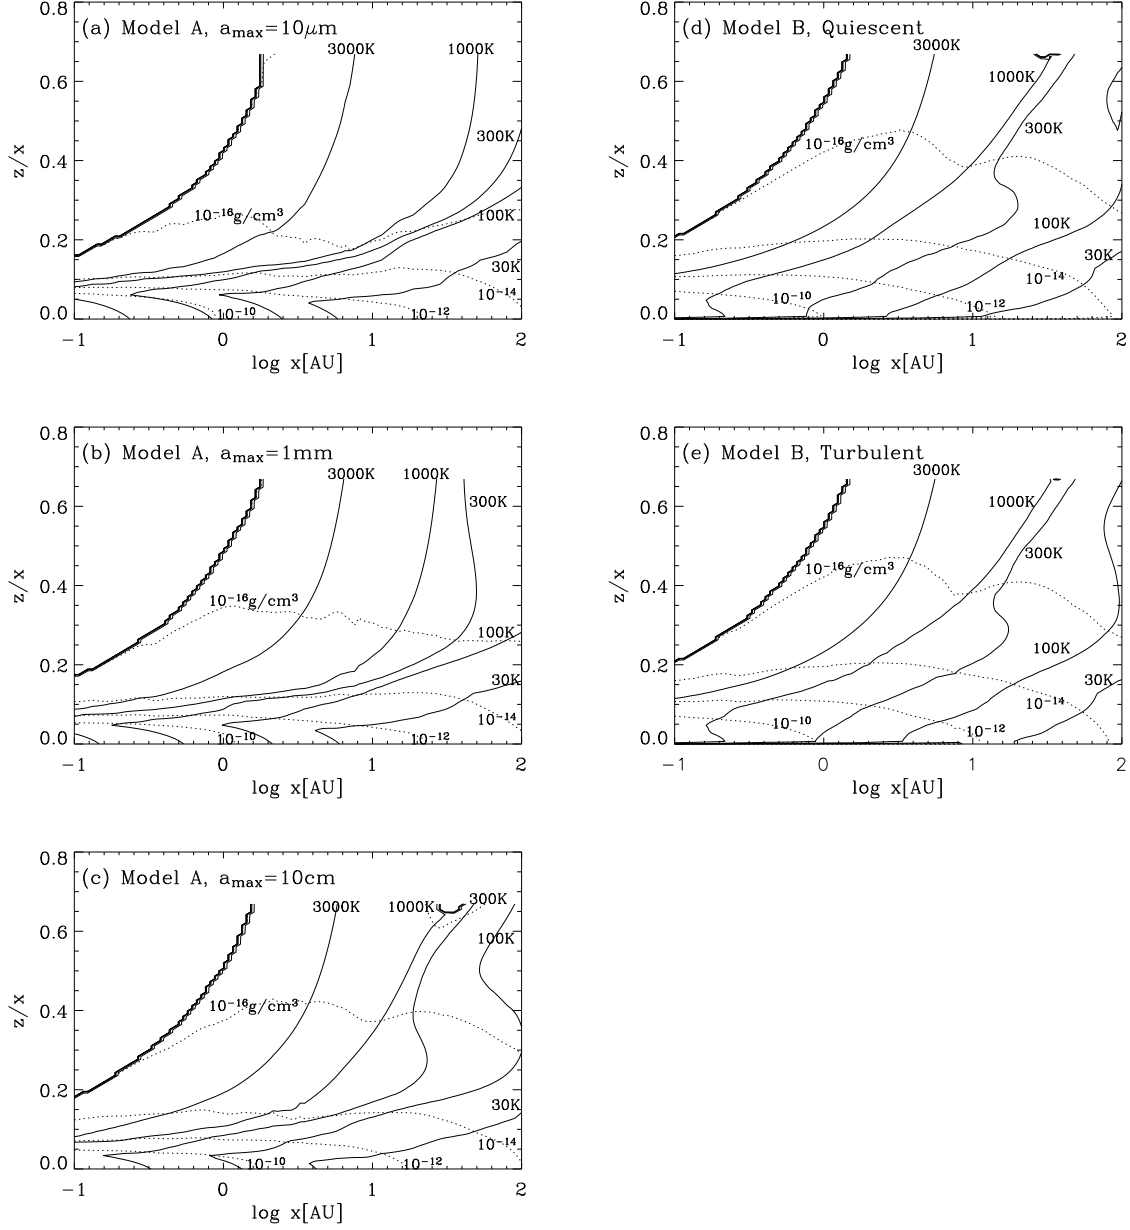 (a) Model A, a_max=10μm
3000K
1000K
300K
100K
30K
10⁻¹⁶g/cm³
10⁻¹⁴
10⁻¹⁰
10⁻¹²
0.8
0.6
0.4
0.2
0.0
z/x
-1 0 1 2
log x[AU]
(d) Model B, Quiescent
3000K
1000K
300K
10⁻¹⁶g/cm³
100K
30K
10⁻¹⁴
10⁻¹⁰
10⁻¹²
0.8
0.6
0.4
0.2
0.0
z/x
-1 0 1 2
log x[AU]
(b) Model A, a_max=1mm
3000K
1000K
300K
10⁻¹⁶g/cm³
100K
30K
10⁻¹⁴
10⁻¹⁰
10⁻¹²
0.8
0.6
0.4
0.2
0.0
z/x
-1 0 1 2
log x[AU]
(e) Model B, Turbulent
3000K
1000K
300K
10⁻¹⁶g/cm³
100K
30K
10⁻¹⁴
10⁻¹⁰
10⁻¹²
0.8
0.6
0.4
0.2
0.0
z/x
-1 0 1 2
log x[AU]
(c) Model A, a_max=10cm
3000K
1000K
300K
100K
10⁻¹⁶g/cm³
30K
10⁻¹⁴
10⁻¹⁰
10⁻¹²
0.8
0.6
0.4
0.2
0.0
z/x
-1 0 1 2
log x[AU]